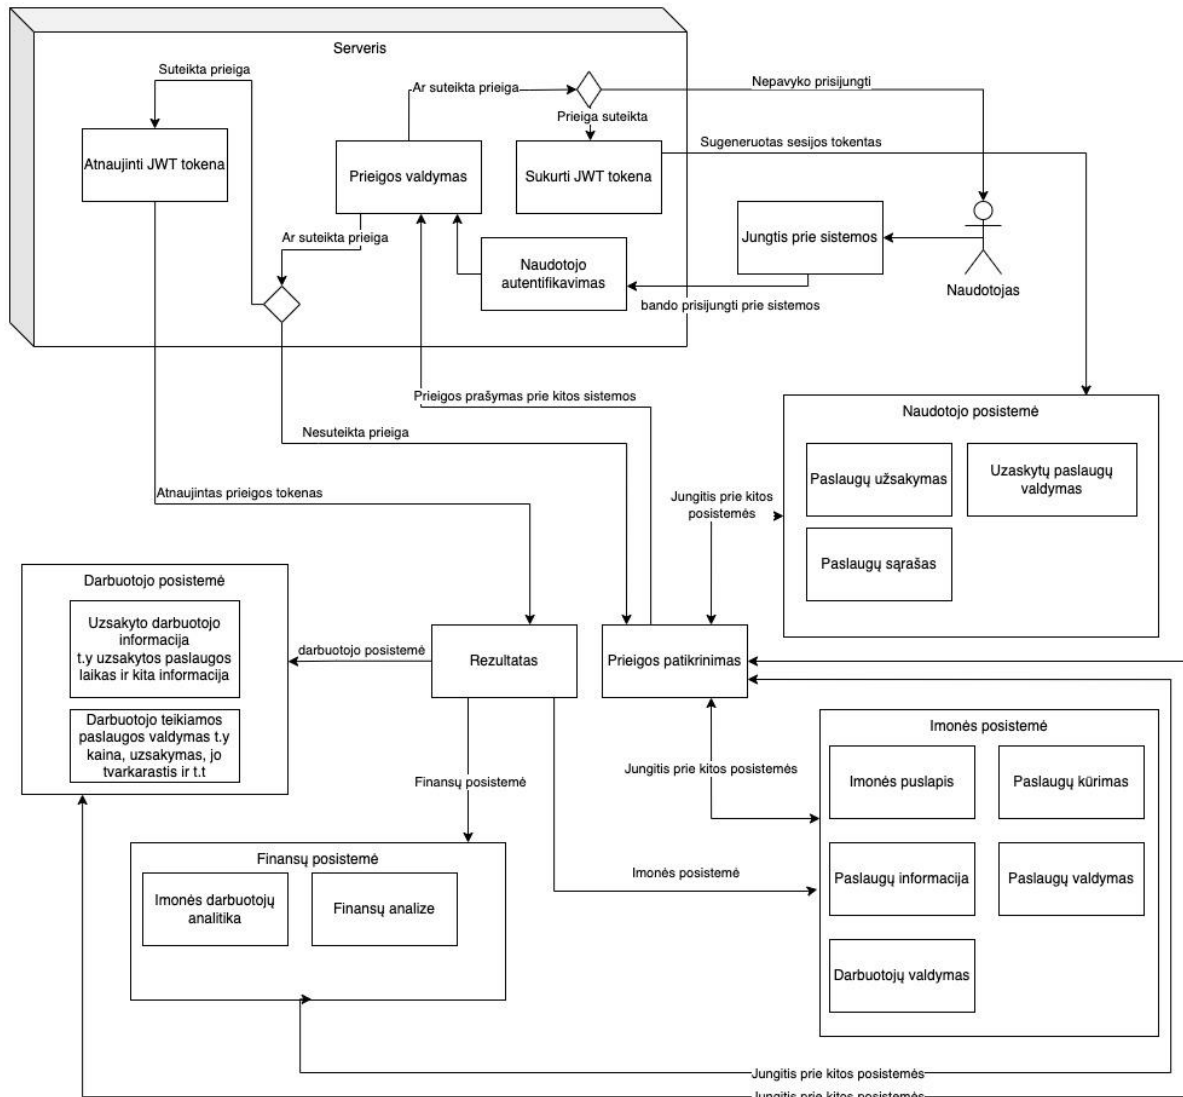 Serveris
Suteikta prieiga
Ar suteikta prieiga
Nepavyko prisijungti
Prieiga suteikta
Atnaujinti JWT tokena
Prieigos valdymas
Sukurti JWT tokena
Sugeneruotas sesijos tokentas
Jungtis prie sistemos
Ar suteikta prieiga
Naudotojo
autentifikavimas
Naudotojas
bando prisijungti prie sistemos
Prieigos prašymas prie kitos sistemos
Nesuteikta prieiga
Naudotojo posistemė
Paslaugų užsakymas
Uzaskytų paslaugų
valdymas
Atnaujintas prieigos tokenas
Jungitis prie kitos
posistemės
Paslaugų sąrašas
Darbuotojo posistemė
Uzsakyto darbuotojo
informacija
t.y uzsakytos paslaugos
laikas ir kita informacija
darbuotojo posistemė
Rezultatas
Prieigos patikrinimas
Darbuotojo teikiamos
paslaugos valdymas t.y
kaina, uzsakymas, jo
tvarkarastis ir t.t
Imonės posistemė
Jungitis prie kitos posistemės
Finansų posistemė
Imonės puslapis
Paslaugų kūrimas
Finansų posistemė
Imonės darbuotojų
analitika
Finansų analize
Imonės posistemė
Paslaugų informacija
Paslaugų valdymas
Darbuotojų valdymas
Jungitis prie kitos posistemės
Jungitis prie kitos posistemės